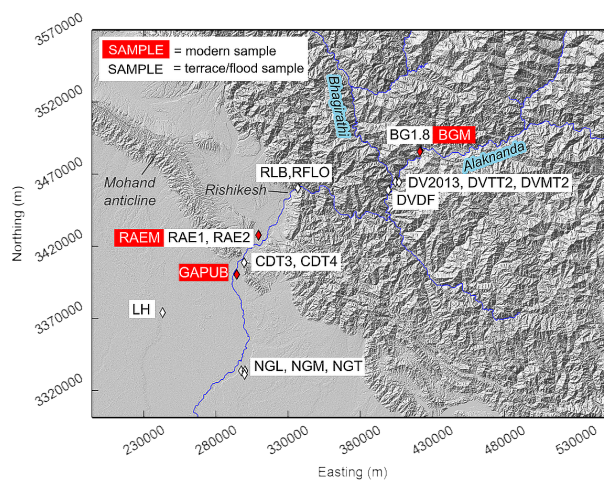 SAMPLE = modern sample
SAMPLE = terrace/flood sample
Bhagirathi
BG1.8 BGM
Alaknanda
RLB,RFLO
DV2013, DVTT2, DVMT2
DVDF
Mohand
anticline
Rishikesh
RAEM RAE1, RAE2
CDT3, CDT4
GAPUB
LH
NGL, NGM, NGT
3570000
3520000
3470000
3420000
3370000
3320000
Northing (m)
230000
280000
330000
380000
430000
480000
530000
Easting (m)